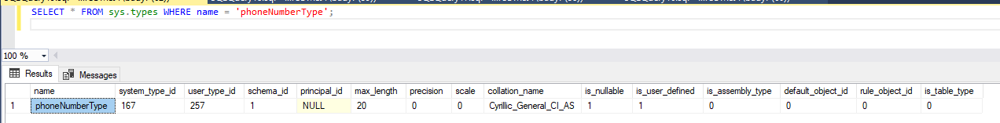 SELECT * FROM sys.types WHERE name = 'phoneNumberType';
100 %
Results Messages
name system_type_id user_type_id schema_id principal_id max_length precision scale collation_name is_nullable is_user_defined is_assembly_type default_object_id rule_object_id is_table_type
1 phoneNumberType 167 257 1 NULL 20 0 0 Cyrillic_General_CI_AS 1 1 0 0 0 0